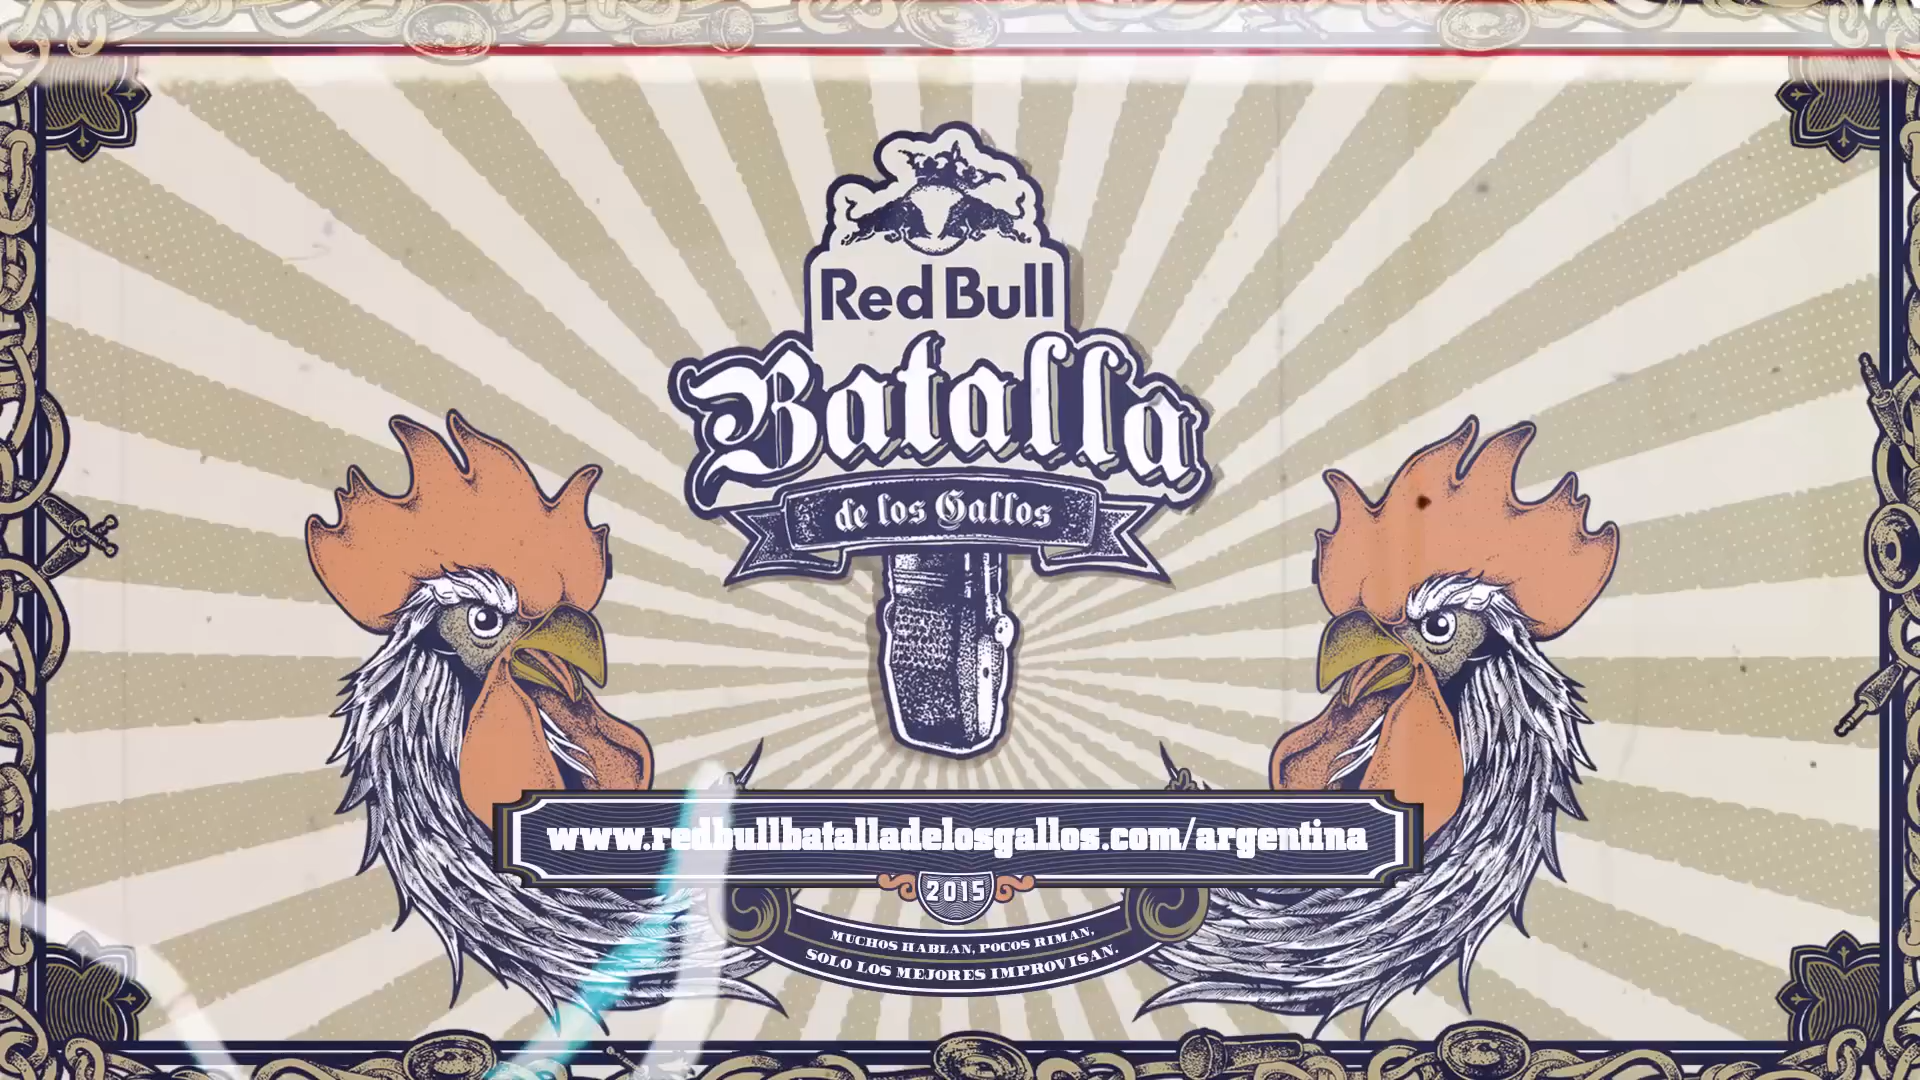 Red Bull
Batalla
de los Gallos
www.redbullbatalladelosgallos.com/argentina
2015
MUCHOS HABLAN, POCOS RIMAN,
SOLO LOS MEJORES IMPROVISAN.